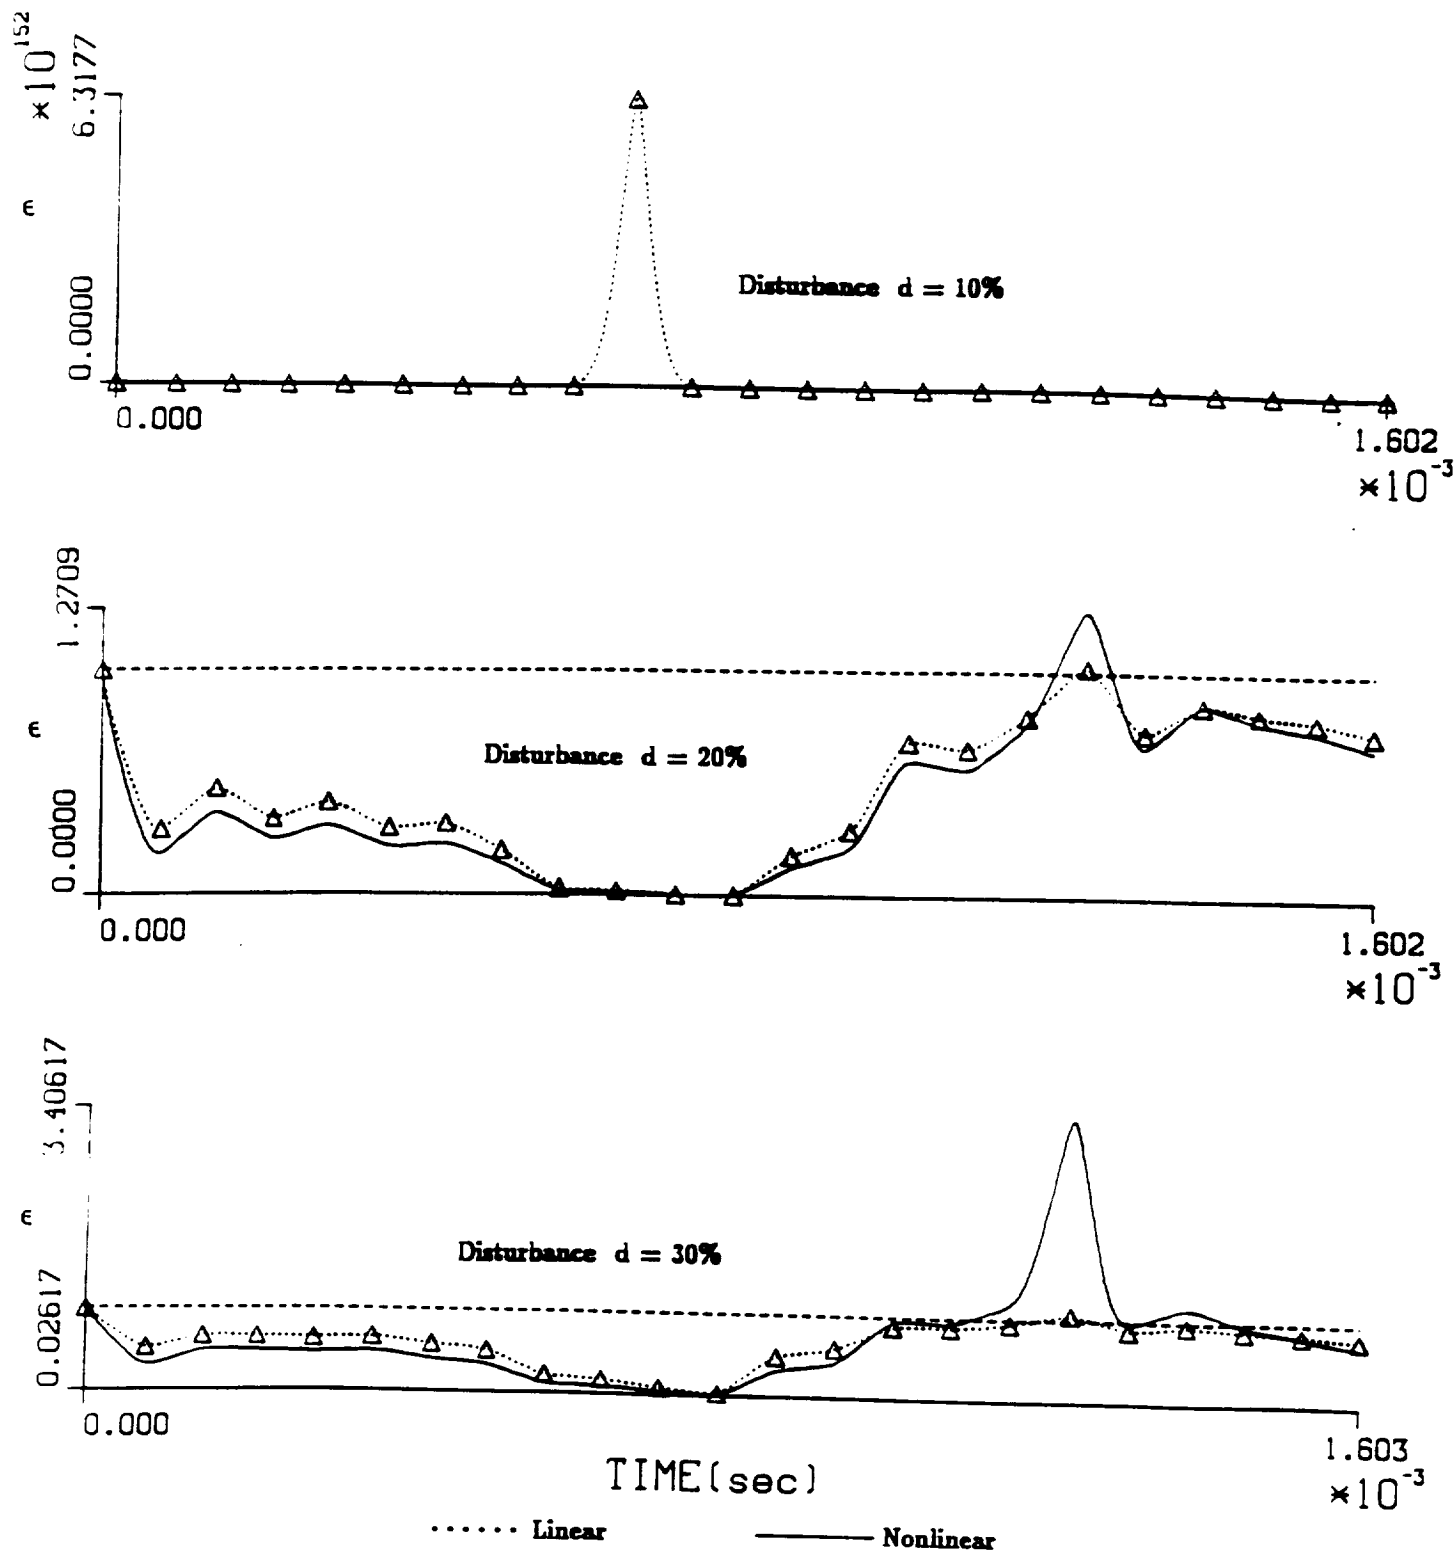 ×10^152
6.3177
ϵ
0.0000
Disturbance d = 10%
0.000
1.602
×10^-3
1.2709
ϵ
0.0000
Disturbance d = 20%
0.000
1.602
×10^-3
3.40617
ϵ
0.02617
Disturbance d = 30%
0.000
1.603
×10^-3
TIME(sec)
Linear
Nonlinear